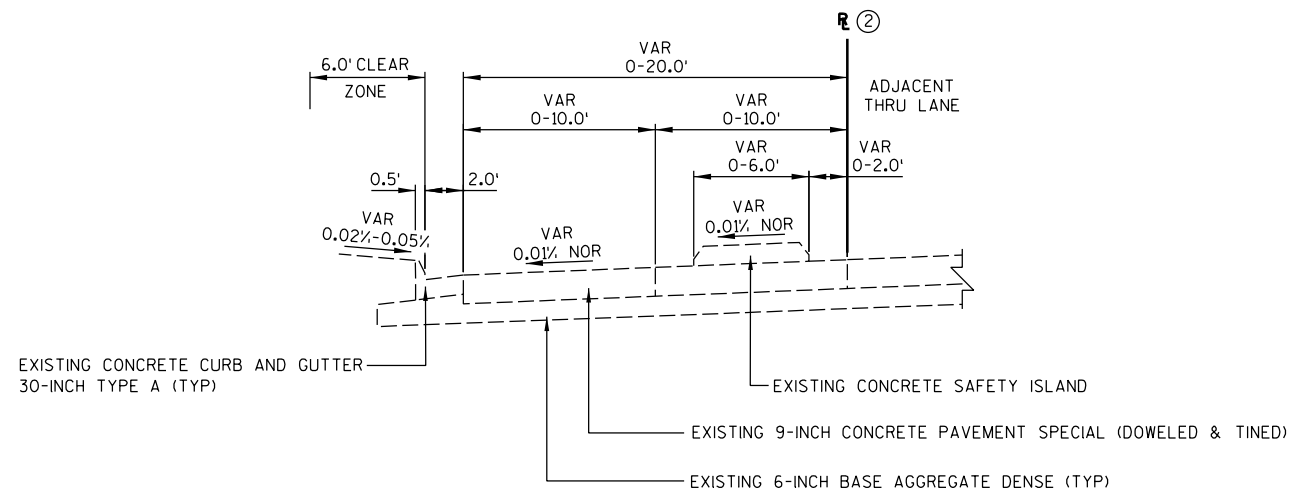 RL ②
VAR
0-20.0'
6.0' CLEAR
ZONE
ADJACENT
THRU LANE
VAR
0-10.0'
VAR
0-10.0'
VAR
0-6.0'
VAR
0-2.0'
0.5'
2.0'
VAR
0.02'/'-0.05'/'
VAR
0.01'/' NOR
VAR
0.01'/' NOR
EXISTING CONCRETE CURB AND GUTTER
30-INCH TYPE A (TYP)
EXISTING CONCRETE SAFETY ISLAND
EXISTING 9-INCH CONCRETE PAVEMENT SPECIAL (DOWELED & TINED)
EXISTING 6-INCH BASE AGGREGATE DENSE (TYP)